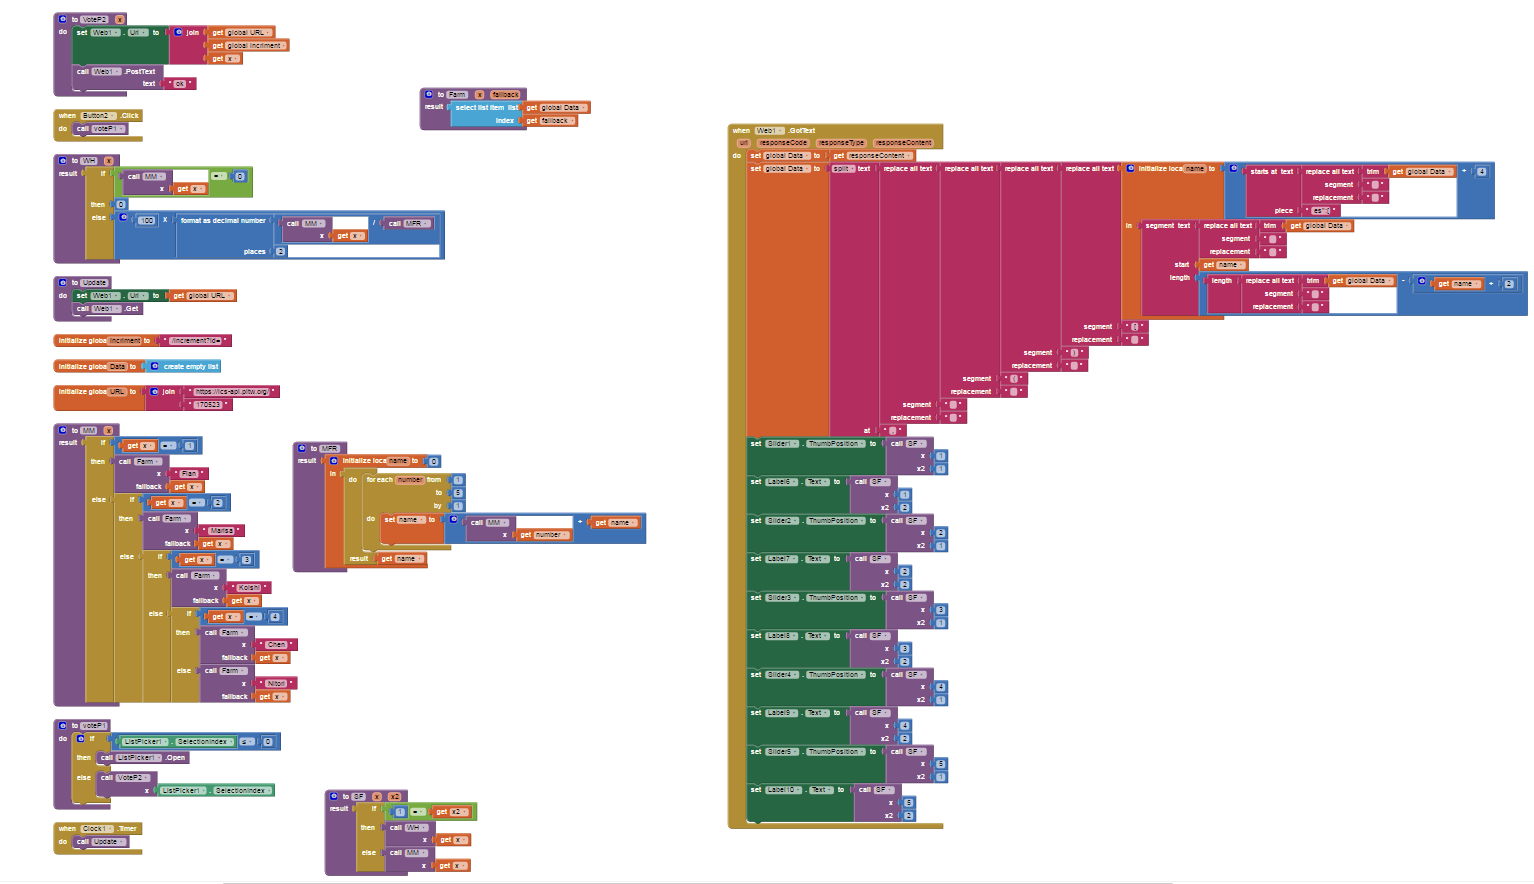 to voteP2 x
do set Web1 . Url to join get global URL
get global incriment
get x
call Web1 .PostText
text " ok "
when Button2 .Click
do call voteP1
to WH x
result if call MM = 0
x get x
then 0
else 100 x format as decimal number call MM / call MFR
x get x
places 2
to Update
do set Web1 . Url to get global URL
call Web1 .Get
initialize global incriment to " /increment?id= "
initialize global Data to create empty list
initialize global URL to join " https://ics-api.pltw.org/ "
" 170523 "
to MM x
result if get x = 1
then call Farm
x " Flan "
fallback get x
else if get x = 2
then call Farm
x " Marisa "
fallback get x
else if get x = 3
then call Farm
x " Koishi "
fallback get x
else if get x = 4
then call Farm
x " Chen "
fallback get x
else call Farm
x " Nitori "
fallback get x
to voteP1
do if ListPicker1 . SelectionIndex ≤ 0
then call ListPicker1 .Open
else call VoteP2
x ListPicker1 . SelectionIndex
when Clock1 .Timer
do call Update
to Farm x fallback
result select list item list get global Data
index get fallback
to MFR
result initialize local name to 0
in do for each number from 1
to 5
by 1
do set name to call MM + get name
x get number
result get name
to SF x x2
result if 1 = get x2
then call WH
x get x
else call MM
x get x
when Web1 .GotText
url responseCode responseType responseContent
do set global Data to get responseContent
set global Data to split text replace all text replace all text replace all text replace all text initialize local name to starts at text replace all text trim get global Data + 4
segment " "
replacement " "
piece
in segment text replace all text trim get global Data
segment " "
replacement " "
start get name
length length replace all text trim get global Data - get name + 2
segment " "
replacement " "
segment
replacement " "
segment
replacement " "
segment
replacement " "
segment
replacement " "
at " , "
set Slider1 . ThumbPosition to call SF
x 1
x2 1
set Label6 . Text to call SF
x 1
x2 2
set Slider2 . ThumbPosition to call SF
x 2
x2 1
set Label7 . Text to call SF
x 2
x2 2
set Slider3 . ThumbPosition to call SF
x 3
x2 1
set Label8 . Text to call SF
x 3
x2 2
set Slider4 . ThumbPosition to call SF
x 4
x2 1
set Label9 . Text to call SF
x 4
x2 2
set Slider5 . ThumbPosition to call SF
x 5
x2 1
set Label10 . Text to call SF
x 5
x2 2